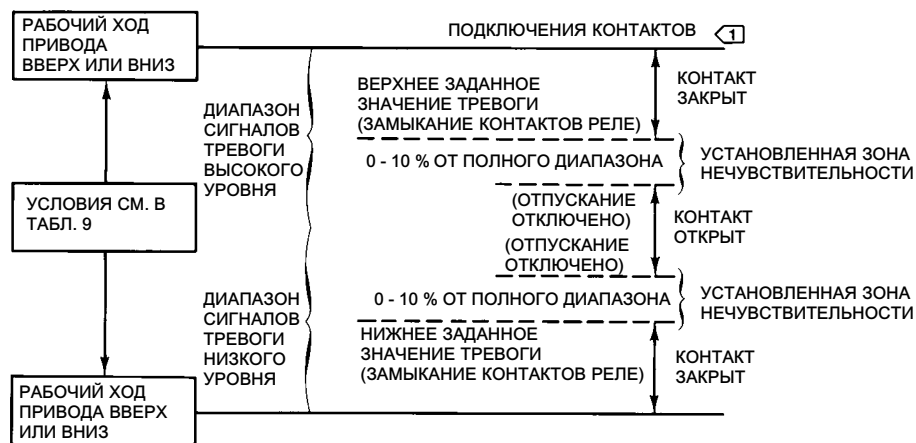 РАБОЧИЙ ХОД
ПРИВОДА
ВВЕРХ ИЛИ ВНИЗ
ПОДКЛЮЧЕНИЯ КОНТАКТОВ
1
ДИАПАЗОН
СИГНАЛОВ
ТРЕВОГИ
ВЫСОКОГО
УРОВНЯ
ВЕРХНЕЕ ЗАДАННОЕ
ЗНАЧЕНИЕ ТРЕВОГИ
(ЗАМЫКАНИЕ КОНТАКТОВ РЕЛЕ)
КОНТАКТ
ЗАКРЫТ
0 - 10 % ОТ ПОЛНОГО ДИАПАЗОНА
УСТАНОВЛЕННАЯ ЗОНА
НЕЧУВСТВИТЕЛЬНОСТИ
УСЛОВИЯ СМ. В
ТАБЛ. 9
(ОТПУСКАНИЕ
ОТКЛЮЧЕНО)
(ОТПУСКАНИЕ
ОТКЛЮЧЕНО)
КОНТАКТ
ОТКРЫТ
ДИАПАЗОН
СИГНАЛОВ
ТРЕВОГИ
НИЗКОГО
УРОВНЯ
0 - 10 % ОТ ПОЛНОГО ДИАПАЗОНА
УСТАНОВЛЕННАЯ ЗОНА
НЕЧУВСТВИТЕЛЬНОСТИ
НИЖНЕЕ ЗАДАННОЕ
ЗНАЧЕНИЕ ТРЕВОГИ
(ЗАМЫКАНИЕ КОНТАКТОВ РЕЛЕ)
КОНТАКТ
ЗАКРЫТ
РАБОЧИЙ ХОД
ПРИВОДА ВВЕРХ
ИЛИ ВНИЗ